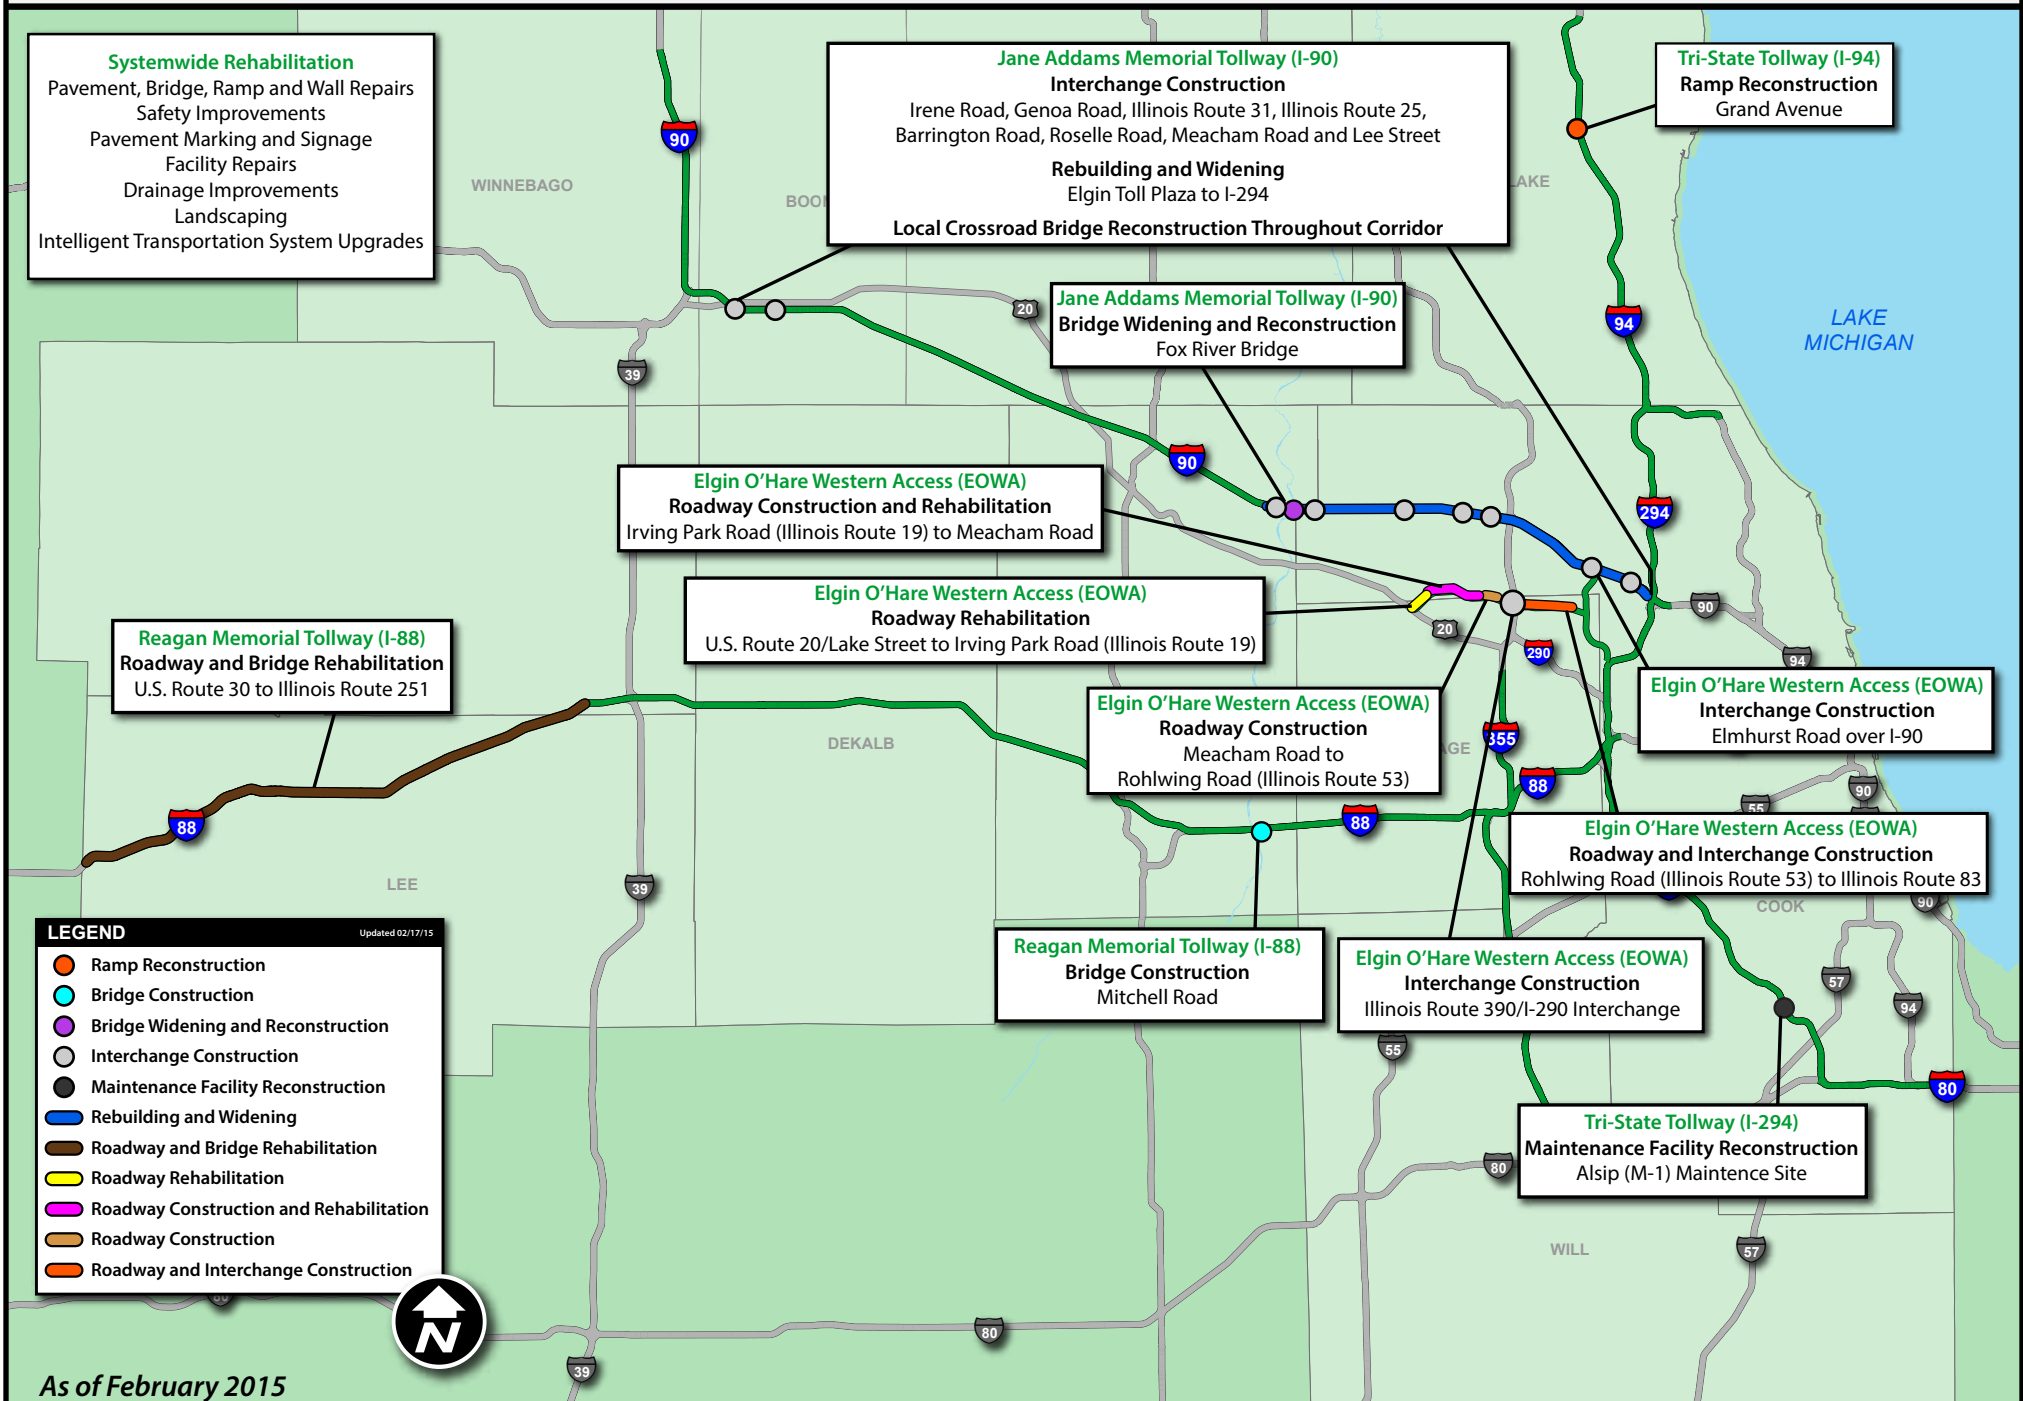 Systemwide Rehabilitation
Pavement, Bridge, Ramp and Wall Repairs
Safety Improvements
Pavement Marking and Signage
Facility Repairs
Drainage Improvements
Landscaping
Intelligent Transportation System Upgrades
Jane Addams Memorial Tollway (I-90)
Interchange Construction
Irene Road, Genoa Road, Illinois Route 31, Illinois Route 25,
Barrington Road, Roselle Road, Meacham Road and Lee Street
Rebuilding and Widening
Elgin Toll Plaza to I-294
Local Crossroad Bridge Reconstruction Throughout Corridor
Tri-State Tollway (I-94)
Ramp Reconstruction
Grand Avenue
90
WINNEBAGO
LAKE
20
Jane Addams Memorial Tollway (I-90)
Bridge Widening and Reconstruction
Fox River Bridge
94
LAKE
MICHIGAN
39
90
294
Elgin O'Hare Western Access (EOWA)
Roadway Construction and Rehabilitation
Irving Park Road (Illinois Route 19) to Meacham Road
Elgin O'Hare Western Access (EOWA)
Roadway Rehabilitation
U.S. Route 20/Lake Street to Irving Park Road (Illinois Route 19)
20
290
90
94
Reagan Memorial Tollway (I-88)
Roadway and Bridge Rehabilitation
U.S. Route 30 to Illinois Route 251
Elgin O'Hare Western Access (EOWA)
Interchange Construction
Elmhurst Road over I-90
Elgin O'Hare Western Access (EOWA)
Roadway Construction
Meacham Road to
Rohlwing Road (Illinois Route 53)
DEKALB
355
88
88
88
55
90
Elgin O'Hare Western Access (EOWA)
Roadway and Interchange Construction
Rohlwing Road (Illinois Route 53) to Illinois Route 83
LEE
39
COOK
90
Reagan Memorial Tollway (I-88)
Bridge Construction
Mitchell Road
Elgin O'Hare Western Access (EOWA)
Interchange Construction
Illinois Route 390/I-290 Interchange
57
94
55
80
Tri-State Tollway (I-294)
Maintenance Facility Reconstruction
Alsip (M-1) Maintence Site
80
WILL
57
LEGEND
Updated 02/17/15
Ramp Reconstruction
Bridge Construction
Bridge Widening and Reconstruction
Interchange Construction
Maintenance Facility Reconstruction
Rebuilding and Widening
Roadway and Bridge Rehabilitation
Roadway Rehabilitation
Roadway Construction and Rehabilitation
Roadway Construction
Roadway and Interchange Construction
80
N
80
39
As of February 2015